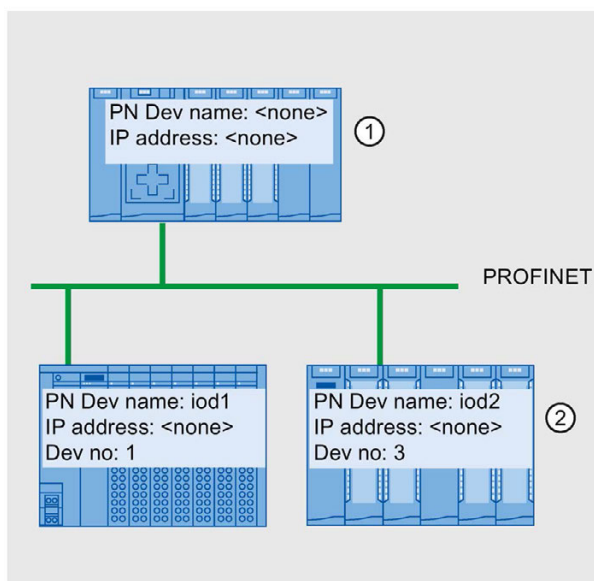 PN Dev name: <none>
IP address: <none>
①
PROFINET
PN Dev name: iod1
IP address: <none>
Dev no: 1
PN Dev name: iod2
IP address: <none>
Dev no: 3
②